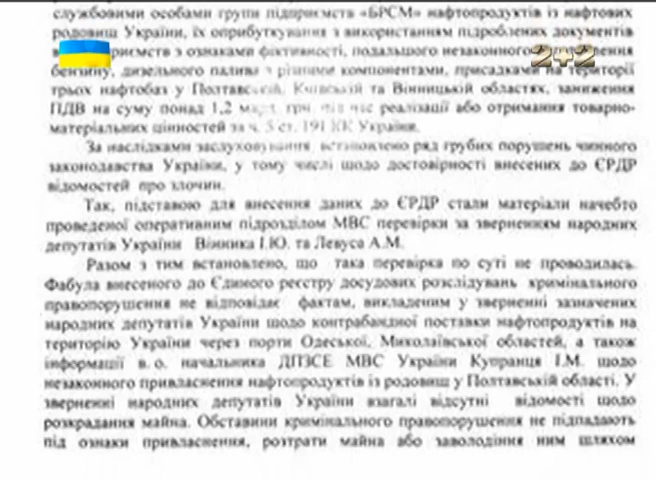 службовими особами групи підприємств «БРСМ» нафтопродуктів із нафтових
родовищ України, їх оприбуткування з використанням підроблених документів
з ознаками фіктивності, подальшого незаконного
2+2
бензину, дизельного палива з різними компонентами, присадками на території
трьох нафтобаз у Полтавській, Київській та Вінницькій областях, заниження
ПДВ на суму понад 1,2 грн. під час реалізації або отримання товарно-
матеріальних цінностей за ч. 5 ст. 191 КК України.
За наслідками заслуховування встановлено ряд грубих порушень чинного
законодавства України, у тому числі щодо достовірності внесених до ЄРДР
відомостей про злочин.
Так, підставою для внесення даних до ЄРДР стали матеріали начебто
проведеної оперативним підрозділом МВС перевірки за зверненням народних
депутатів України Вінника І.Ю. та Левуса А.М.
Разом з тим встановлено, що така перевірка по суті не проводилась.
Фабула внесеного до Єдиного реєстру досудових розслідувань кримінального
правопорушення не відповідає фактам, викладеним у зверненні зазначених
народних депутатів України щодо контрабандної поставки нафтопродуктів на
територію України через порти Одеської, Миколаївської областей, а також
інформації в.о. начальника ДПЗСЕ МВС України Купранця І.М. щодо
незаконного привласнення нафтопродуктів із родовищ у Полтавській області. У
зверненні народних депутатів України взагалі відсутні відомості щодо
розкрадання майна. Обставини кримінального правопорушення не підпадають
під ознаки привласнення, розтрати майна або заволодіння ним шляхом